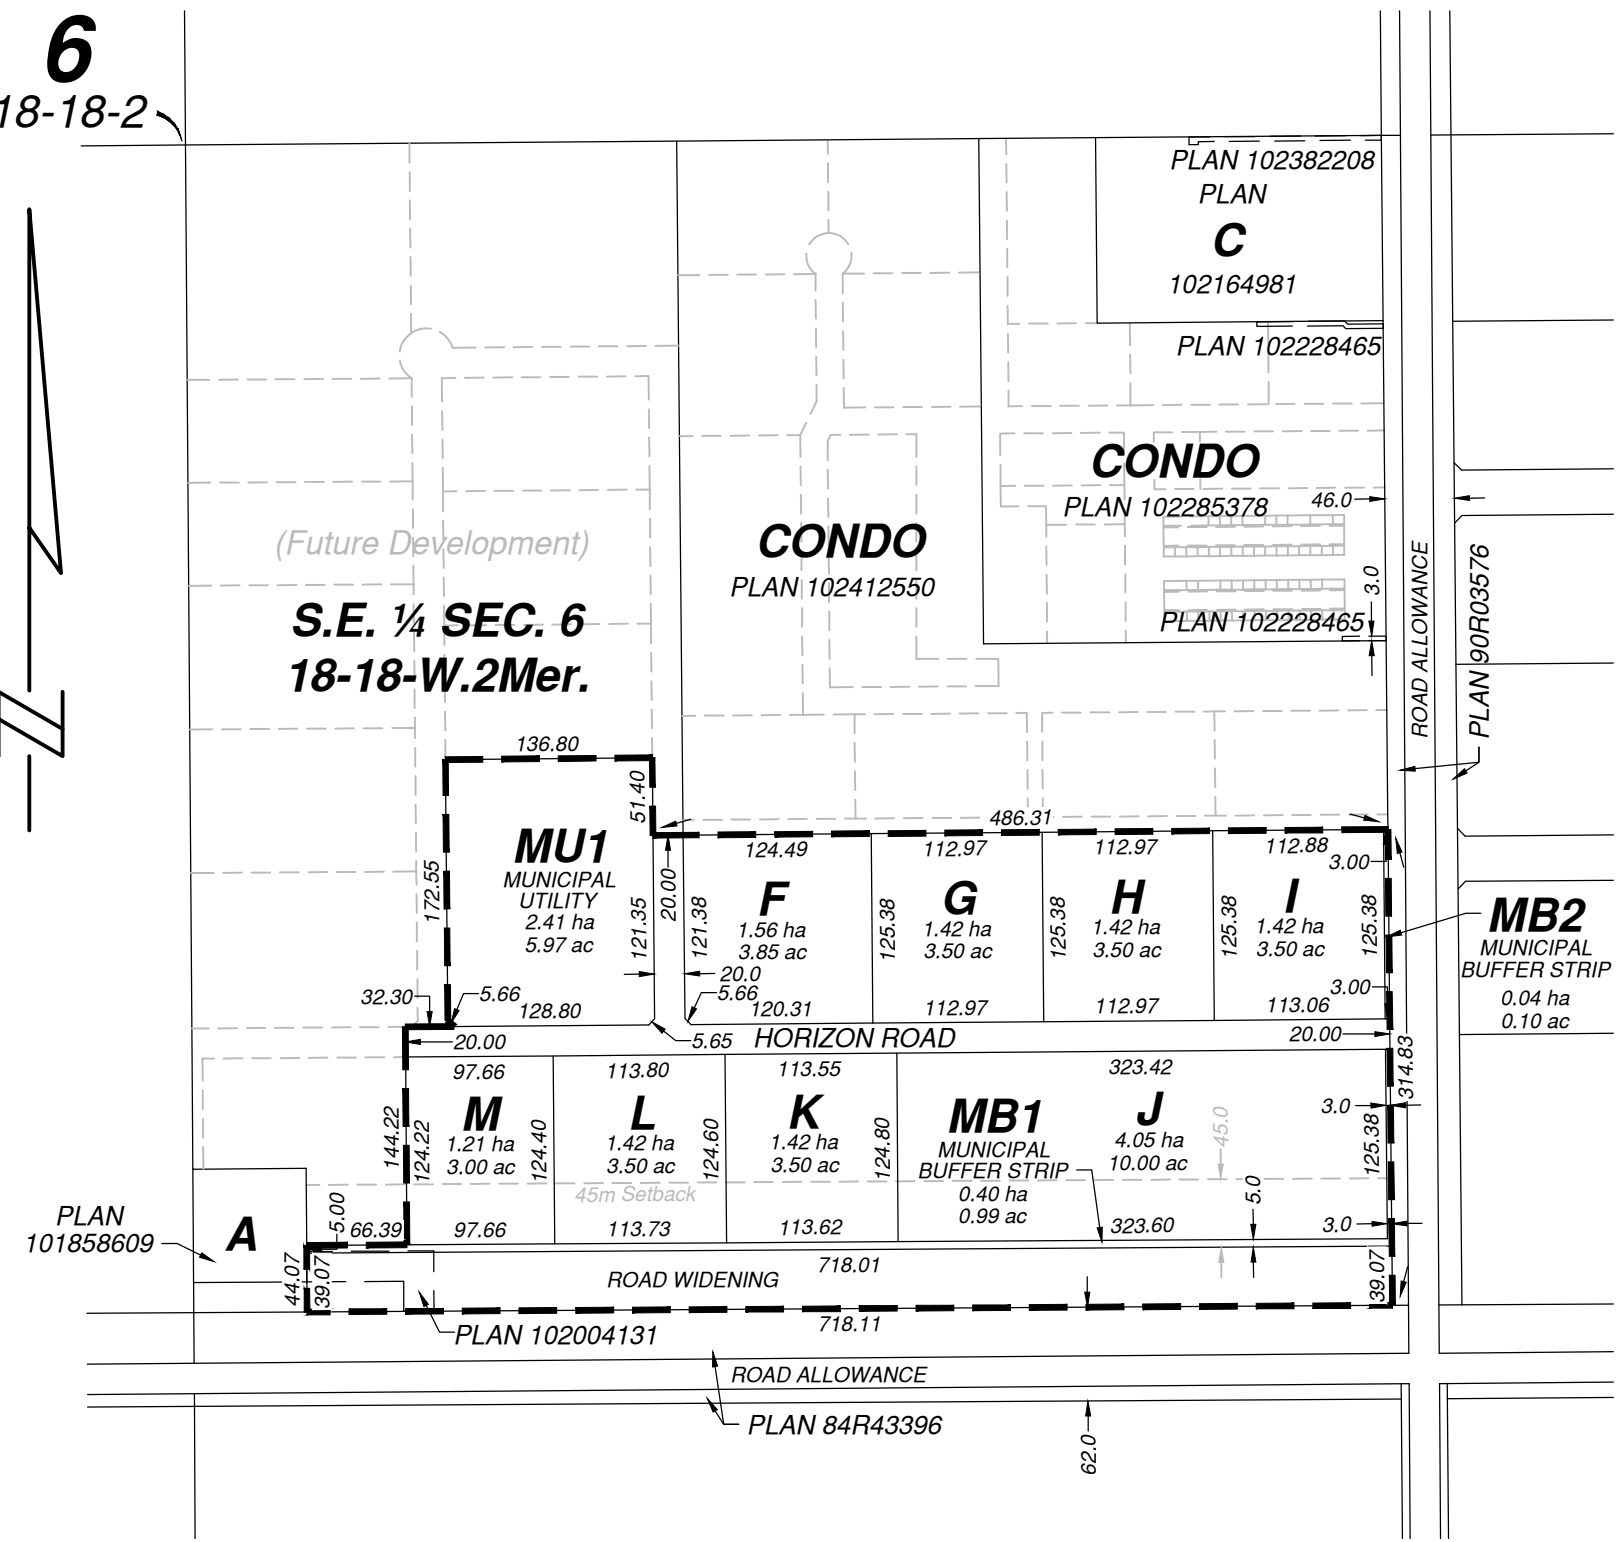 6
18-18-2
PLAN 102382208
PLAN
C
102164981
PLAN 102228465
CONDO
PLAN 102285378
46.0
(Future Development)
CONDO
PLAN 102412550
3.0
PLAN 102228465
ROAD ALLOWANCE
PLAN 90R03576
S.E. ¼ SEC. 6
18-18-W.2Mer.
136.80
51.40
486.31
124.49
112.97
112.97
112.88
3.00
MU1
MUNICIPAL
UTILITY
2.41 ha
5.97 ac
172.55
121.35
20.00
121.38
F
1.56 ha
3.85 ac
125.38
G
1.42 ha
3.50 ac
125.38
H
1.42 ha
3.50 ac
125.38
I
1.42 ha
3.50 ac
125.38
MB2
MUNICIPAL
BUFFER STRIP
0.04 ha
0.10 ac
20.0
5.66
32.30
5.66
128.80
120.31
112.97
112.97
3.00
113.06
20.00
5.65
HORIZON ROAD
20.00
314.83
97.66
113.80
113.55
323.42
144.22
124.22
M
1.21 ha
3.00 ac
124.40
L
1.42 ha
3.50 ac
124.60
K
1.42 ha
3.50 ac
124.80
MB1
MUNICIPAL
BUFFER STRIP
0.40 ha
0.99 ac
J
4.05 ha
10.00 ac
45.0
3.0
125.38
45m Setback
5.00
66.39
97.66
113.73
113.62
323.60
5.0
3.0
PLAN
101858609
A
44.07
39.07
ROAD WIDENING
718.01
39.07
PLAN 102004131
718.11
ROAD ALLOWANCE
PLAN 84R43396
62.0